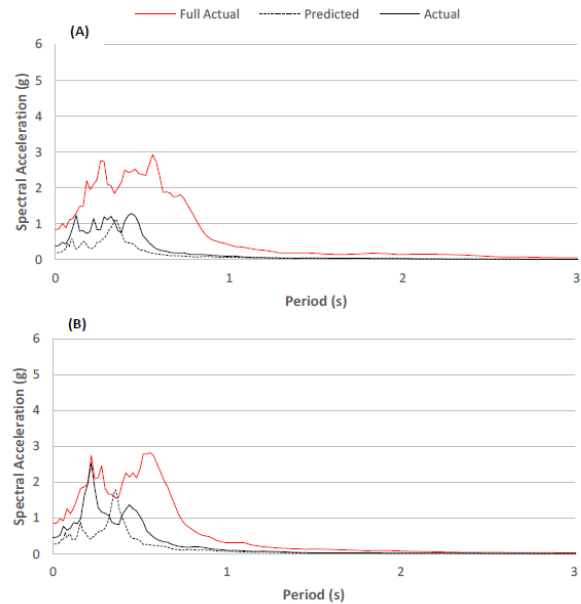 Full Actual Predicted Actual
(A)
6
5
4
3
2
1
0
Spectral Acceleration (g)
0 1 2 3
Period (s)
(B)
6
5
4
3
2
1
0
Spectral Acceleration (g)
0 1 2 3
Period (s)